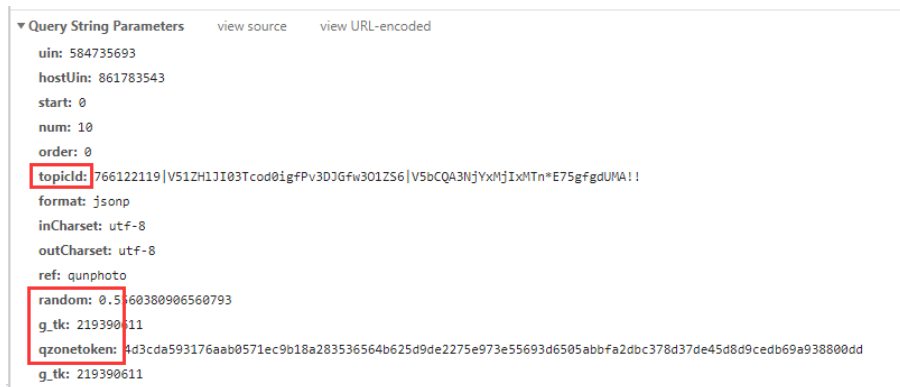 Query String Parameters view source view URL-encoded
uin: 584735693
hostUin: 861783543
start: 0
num: 10
order: 0
topicId: 766122119|V51ZHlJI03Tcod0igfPv3DJGfw3O1ZS6|V5bCQA3NjYxMjIxMTn*E75gfgdUMA!!
format: jsonp
inCharset: utf-8
outCharset: utf-8
ref: qunphoto
random: 0.5560380906560793
g_tk: 219390611
qzonetoken: 4d3cda593176aab0571ec9b18a283536564b625d9de2275e973e55693d6505abbfa2dbc378d37de45d8d9cedb69a938800dd
g_tk: 219390611